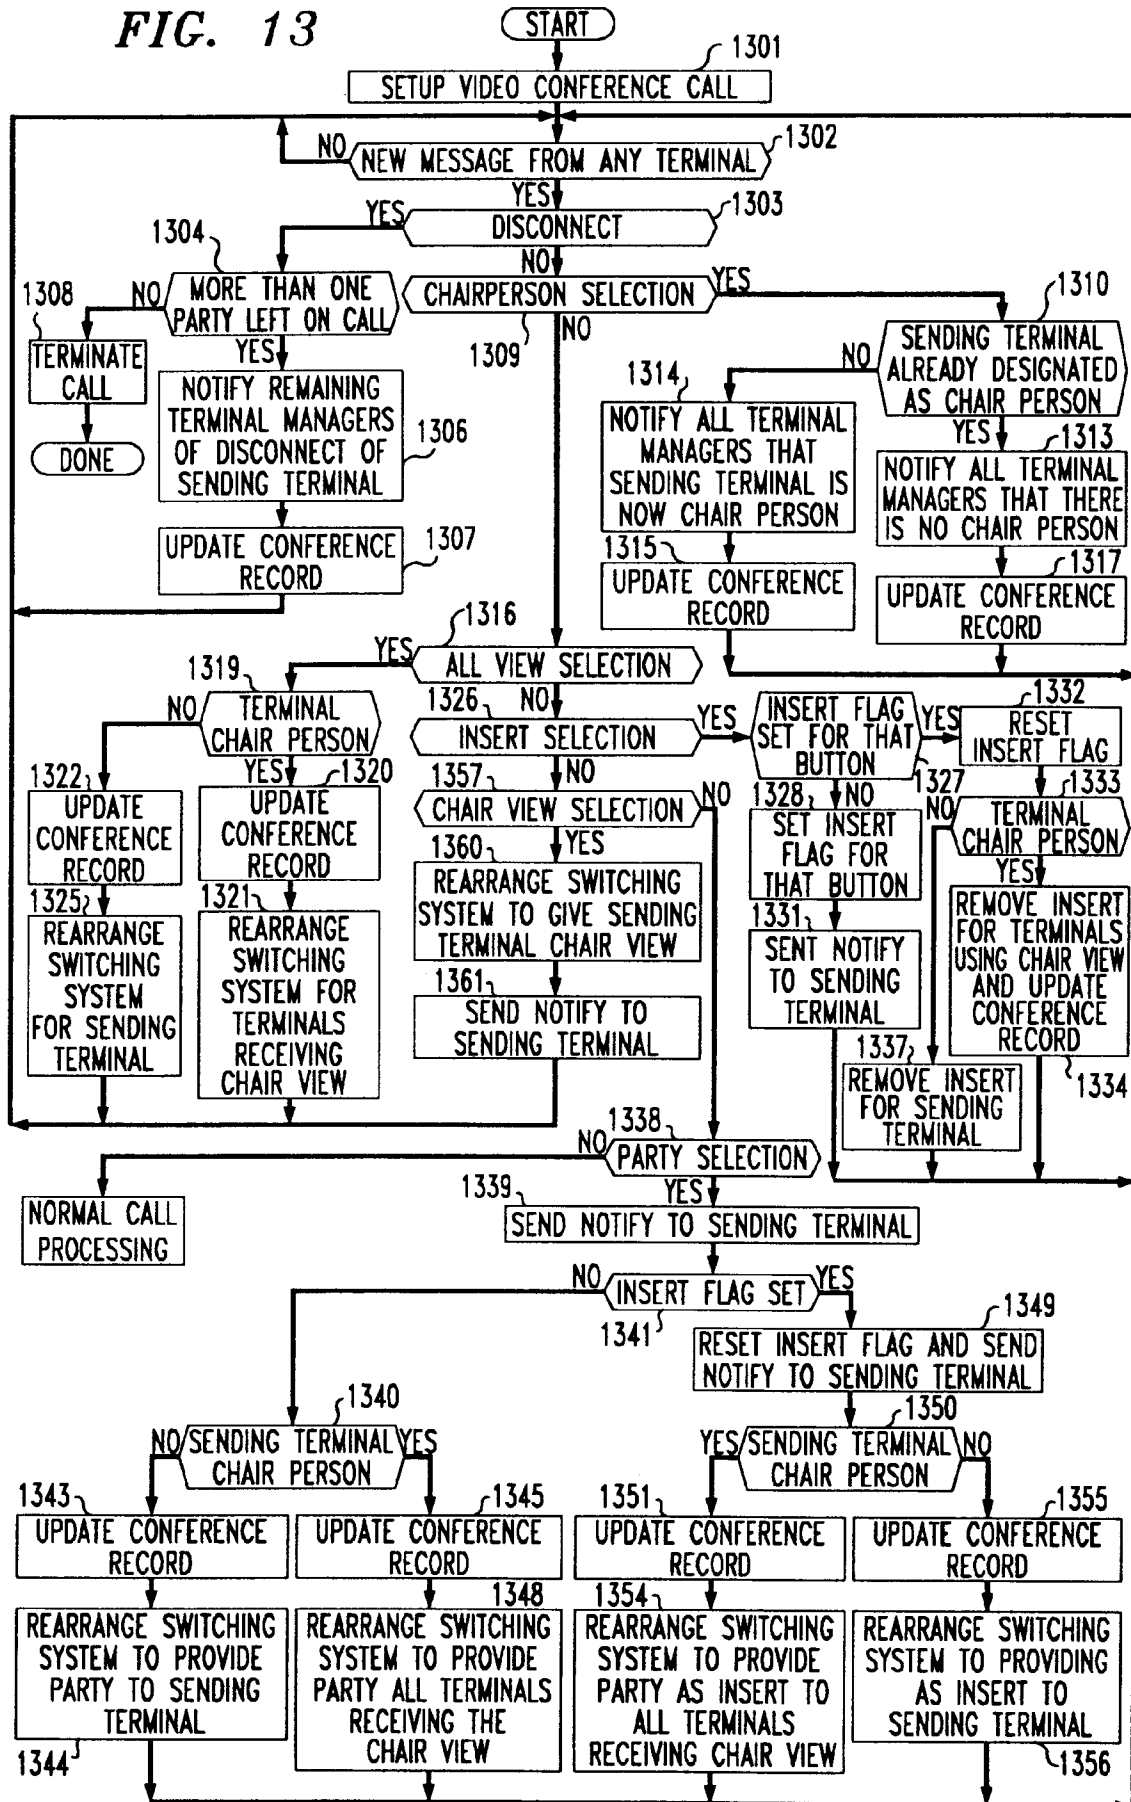 FIG. 13
START
1301
SETUP VIDEO CONFERENCE CALL
1302
NO
NEW MESSAGE FROM ANY TERMINAL
YES
1303
YES
DISCONNECT
NO
1304
MORE THAN ONE
PARTY LEFT ON CALL
NO
1308
TERMINATE
CALL
DONE
YES
NOTIFY REMAINING
TERMINAL MANAGERS
OF DISCONNECT OF
SENDING TERMINAL
1306
UPDATE CONFERENCE
RECORD
1307
CHAIRPERSON SELECTION
YES
1309
NO
1310
SENDING TERMINAL
ALREADY DESIGNATED
AS CHAIR PERSON
NO
1314
NOTIFY ALL TERMINAL
MANAGERS THAT
SENDING TERMINAL IS
NOW CHAIR PERSON
1315
UPDATE CONFERENCE
RECORD
YES
1313
NOTIFY ALL TERMINAL
MANAGERS THAT THERE
IS NO CHAIR PERSON
1317
UPDATE CONFERENCE
RECORD
1316
YES
ALL VIEW SELECTION
NO
1319
TERMINAL
CHAIR PERSON
NO
1322
UPDATE
CONFERENCE
RECORD
1325
REARRANGE
SWITCHING
SYSTEM
FOR SENDING
TERMINAL
YES
1320
UPDATE
CONFERENCE
RECORD
1321
REARRANGE
SWITCHING
SYSTEM FOR
TERMINALS
RECEIVING
CHAIR VIEW
1326
INSERT SELECTION
YES
NO
1357
CHAIR VIEW SELECTION
NO
YES
1360
REARRANGE SWITCHING
SYSTEM TO GIVE SENDING
TERMINAL CHAIR VIEW
1361
SEND NOTIFY TO
SENDING TERMINAL
INSERT FLAG
SET FOR THAT
BUTTON
1327
YES
NO
1328
SET INSERT
FLAG FOR
THAT BUTTON
1331
SENT NOTIFY
TO SENDING
TERMINAL
1332
RESET
INSERT FLAG
1333
TERMINAL
CHAIR PERSON
NO
YES
REMOVE INSERT
FOR TERMINALS
USING CHAIR VIEW
AND UPDATE
CONFERENCE
RECORD
1334
1337
REMOVE INSERT
FOR SENDING
TERMINAL
1338
NO
PARTY SELECTION
YES
NORMAL CALL
PROCESSING
1339
SEND NOTIFY TO SENDING TERMINAL
NO
INSERT FLAG SET
YES
1341
1349
RESET INSERT FLAG AND SEND
NOTIFY TO SENDING TERMINAL
1340
NO
SENDING TERMINAL
CHAIR PERSON
YES
1343
UPDATE CONFERENCE
RECORD
REARRANGE SWITCHING
SYSTEM TO PROVIDE
PARTY TO SENDING
TERMINAL
1344
1345
UPDATE CONFERENCE
RECORD
1348
REARRANGE SWITCHING
SYSTEM TO PROVIDE
PARTY ALL TERMINALS
RECEIVING THE
CHAIR VIEW
1350
YES
SENDING TERMINAL
CHAIR PERSON
NO
1351
UPDATE CONFERENCE
RECORD
1354
REARRANGE SWITCHING
SYSTEM TO PROVIDE
PARTY AS INSERT TO
ALL TERMINALS
RECEIVING CHAIR VIEW
1355
UPDATE CONFERENCE
RECORD
REARRANGE SWITCHING
SYSTEM TO PROVIDING
AS INSERT TO
SENDING TERMINAL
1356